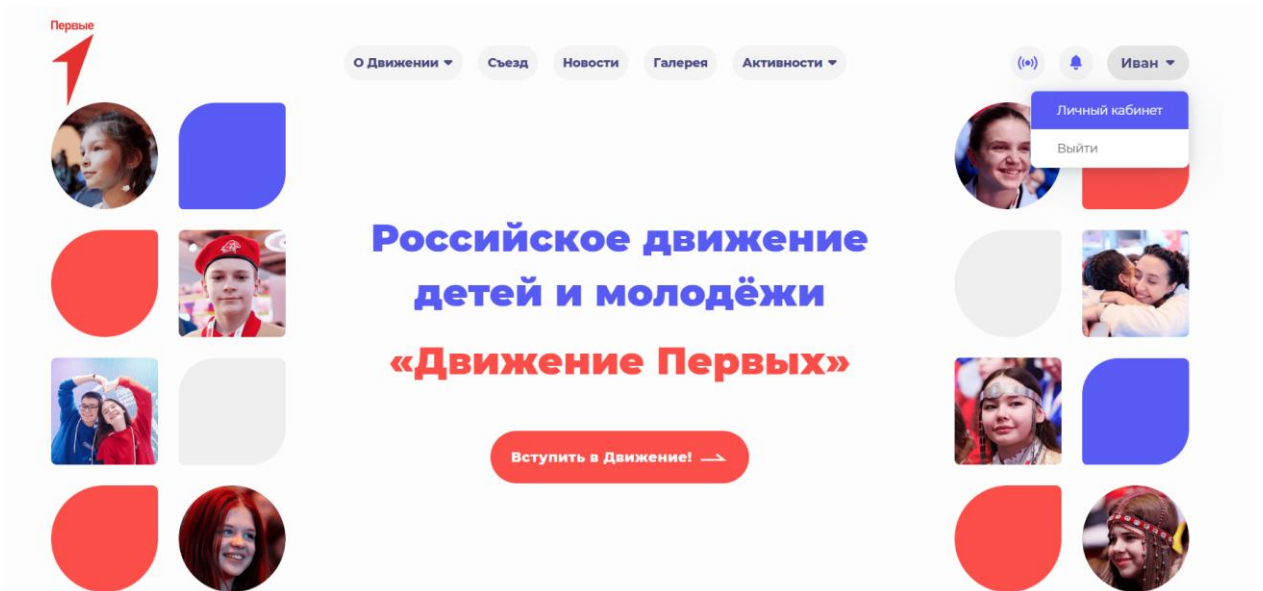 Первые
О Движении
Съезд
Новости
Галерея
Активности
Иван
Личный кабинет
Выйти
Российское движение
детей и молодёжи
«Движение Первых»
Вступить в Движение!